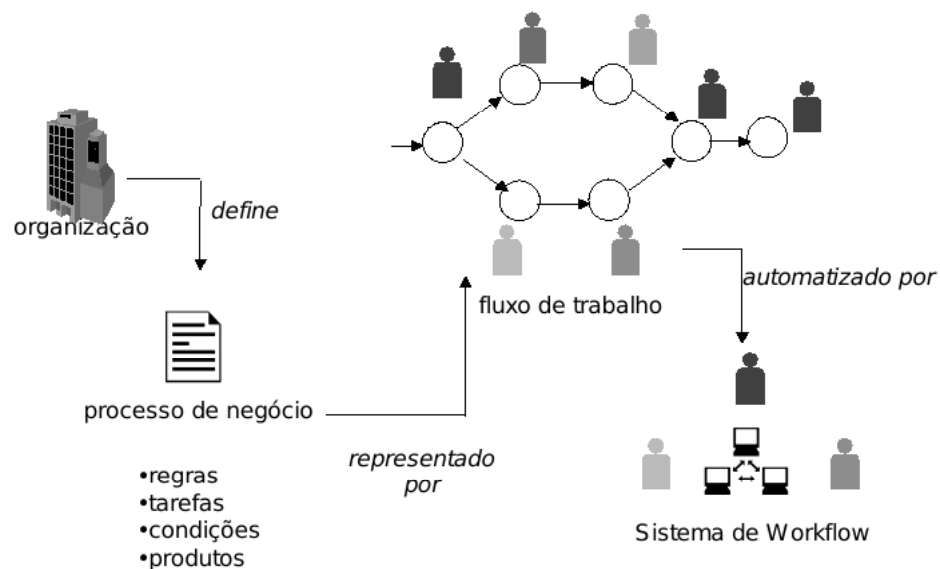 organização
define
processo de negócio
•regras
•tarefas
•condições
•produtos
representado
por
fluxo de trabalho
automatizado por
Sistema de Workflow